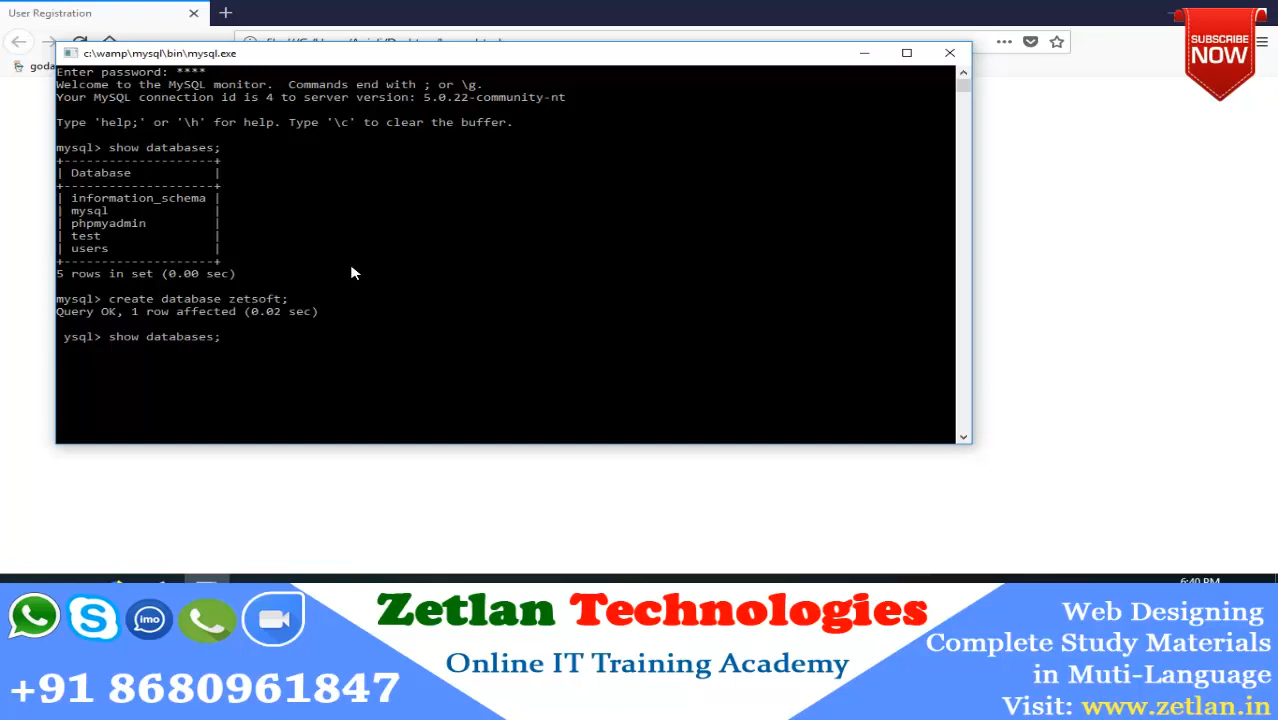 User Registration
SUBSCRIBE
NOW
c:\wamp\mysql\bin\mysql.exe
goda
Enter password: ****
Welcome to the MySQL monitor.  Commands end with ; or \g.
Your MySQL connection id is 4 to server version: 5.0.22-community-nt
Type 'help;' or '\h' for help. Type '\c' to clear the buffer.
mysql> show databases;
+--------------------+
| Database           |
+--------------------+
| information_schema |
| mysql              |
| phpmyadmin         |
| test               |
| users              |
+--------------------+
5 rows in set (0.00 sec)
mysql> create database zetsoft;
Query OK, 1 row affected (0.02 sec)
ysql> show databases;
6:40 PM
imo
+91 8680961847
Zetlan Technologies
Online IT Training Academy
Web Designing
Complete Study Materials
in Muti-Language
Visit: www.zetlan.in